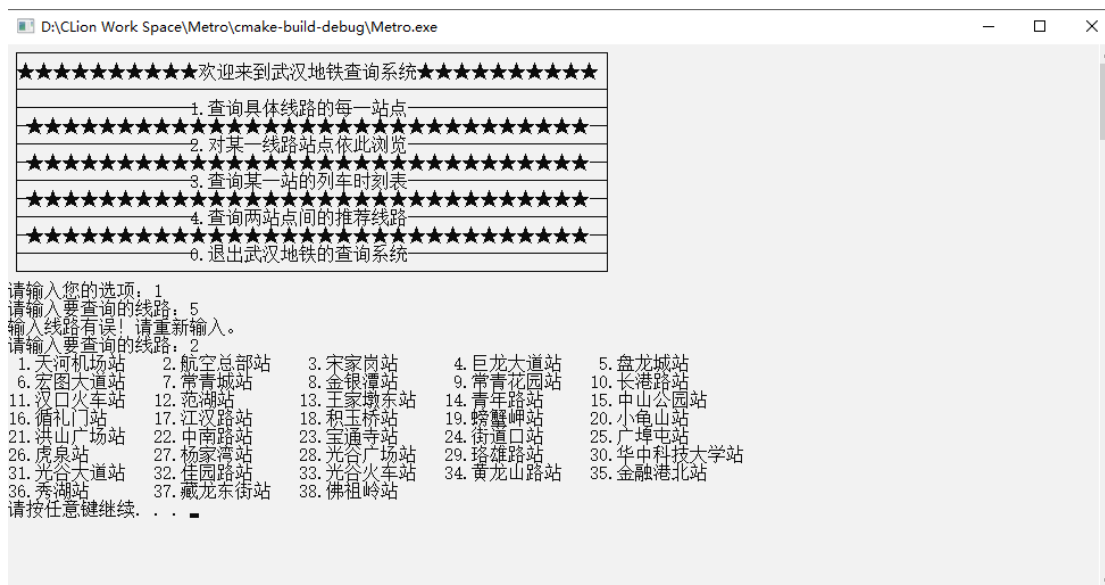 D:\CLion Work Space\Metro\cmake-build-debug\Metro.exe
★★★★★★★★★★欢迎来到武汉地铁查询系统★★★★★★★★★★
1.查询具体线路的每一站点
★★★★★★★★★★★★★★★★★★★★★★★★★★★★★★★
2.对某一线路站点依此浏览
★★★★★★★★★★★★★★★★★★★★★★★★★★★★★★★
3.查询某一站的列车时刻表
★★★★★★★★★★★★★★★★★★★★★★★★★★★★★★★
4.查询两站点间的推荐线路
★★★★★★★★★★★★★★★★★★★★★★★★★★★★★★★
0.退出武汉地铁的查询系统
请输入您的选项：1
请输入要查询的线路：5
输入线路有误！请重新输入。
请输入要查询的线路：2
1.天河机场站 2.航空总部站 3.宋家岗站 4.巨龙大道站 5.盘龙城站
6.宏图大道站 7.常青城站 8.金银潭站 9.常青花园站 10.长港路站
11.汉口火车站 12.范湖站 13.王家墩东站 14.青年路站 15.中山公园站
16.循礼门站 17.江汉路站 18.积玉桥站 19.螃蟹岬站 20.小龟山站
21.洪山广场站 22.中南路站 23.宝通寺站 24.街道口站 25.广埠屯站
26.虎泉站 27.杨家湾站 28.光谷广场站 29.珞雄路站 30.华中科技大学站
31.光谷大道站 32.佳园路站 33.光谷火车站 34.黄龙山路站 35.金融港北站
36.秀湖站 37.藏龙东街站 38.佛祖岭站
请按任意键继续. . .